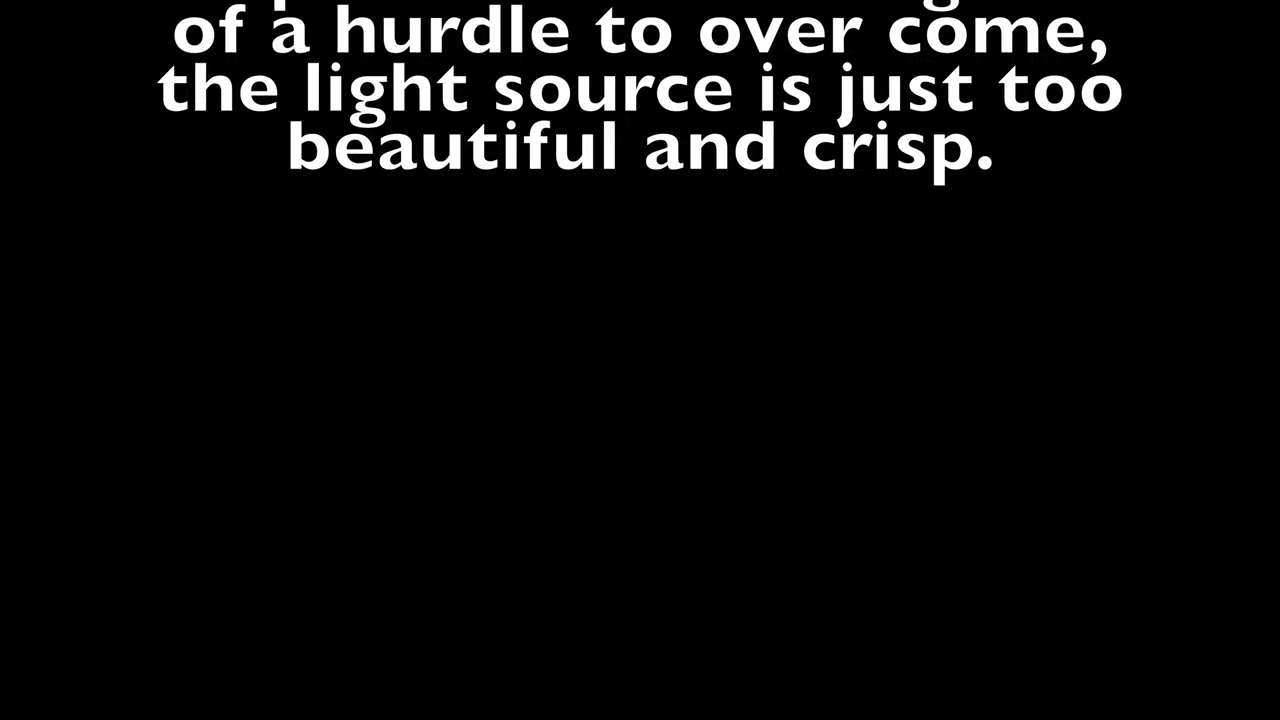 of a hurdle to over come,
the light source is just too
beautiful and crisp.